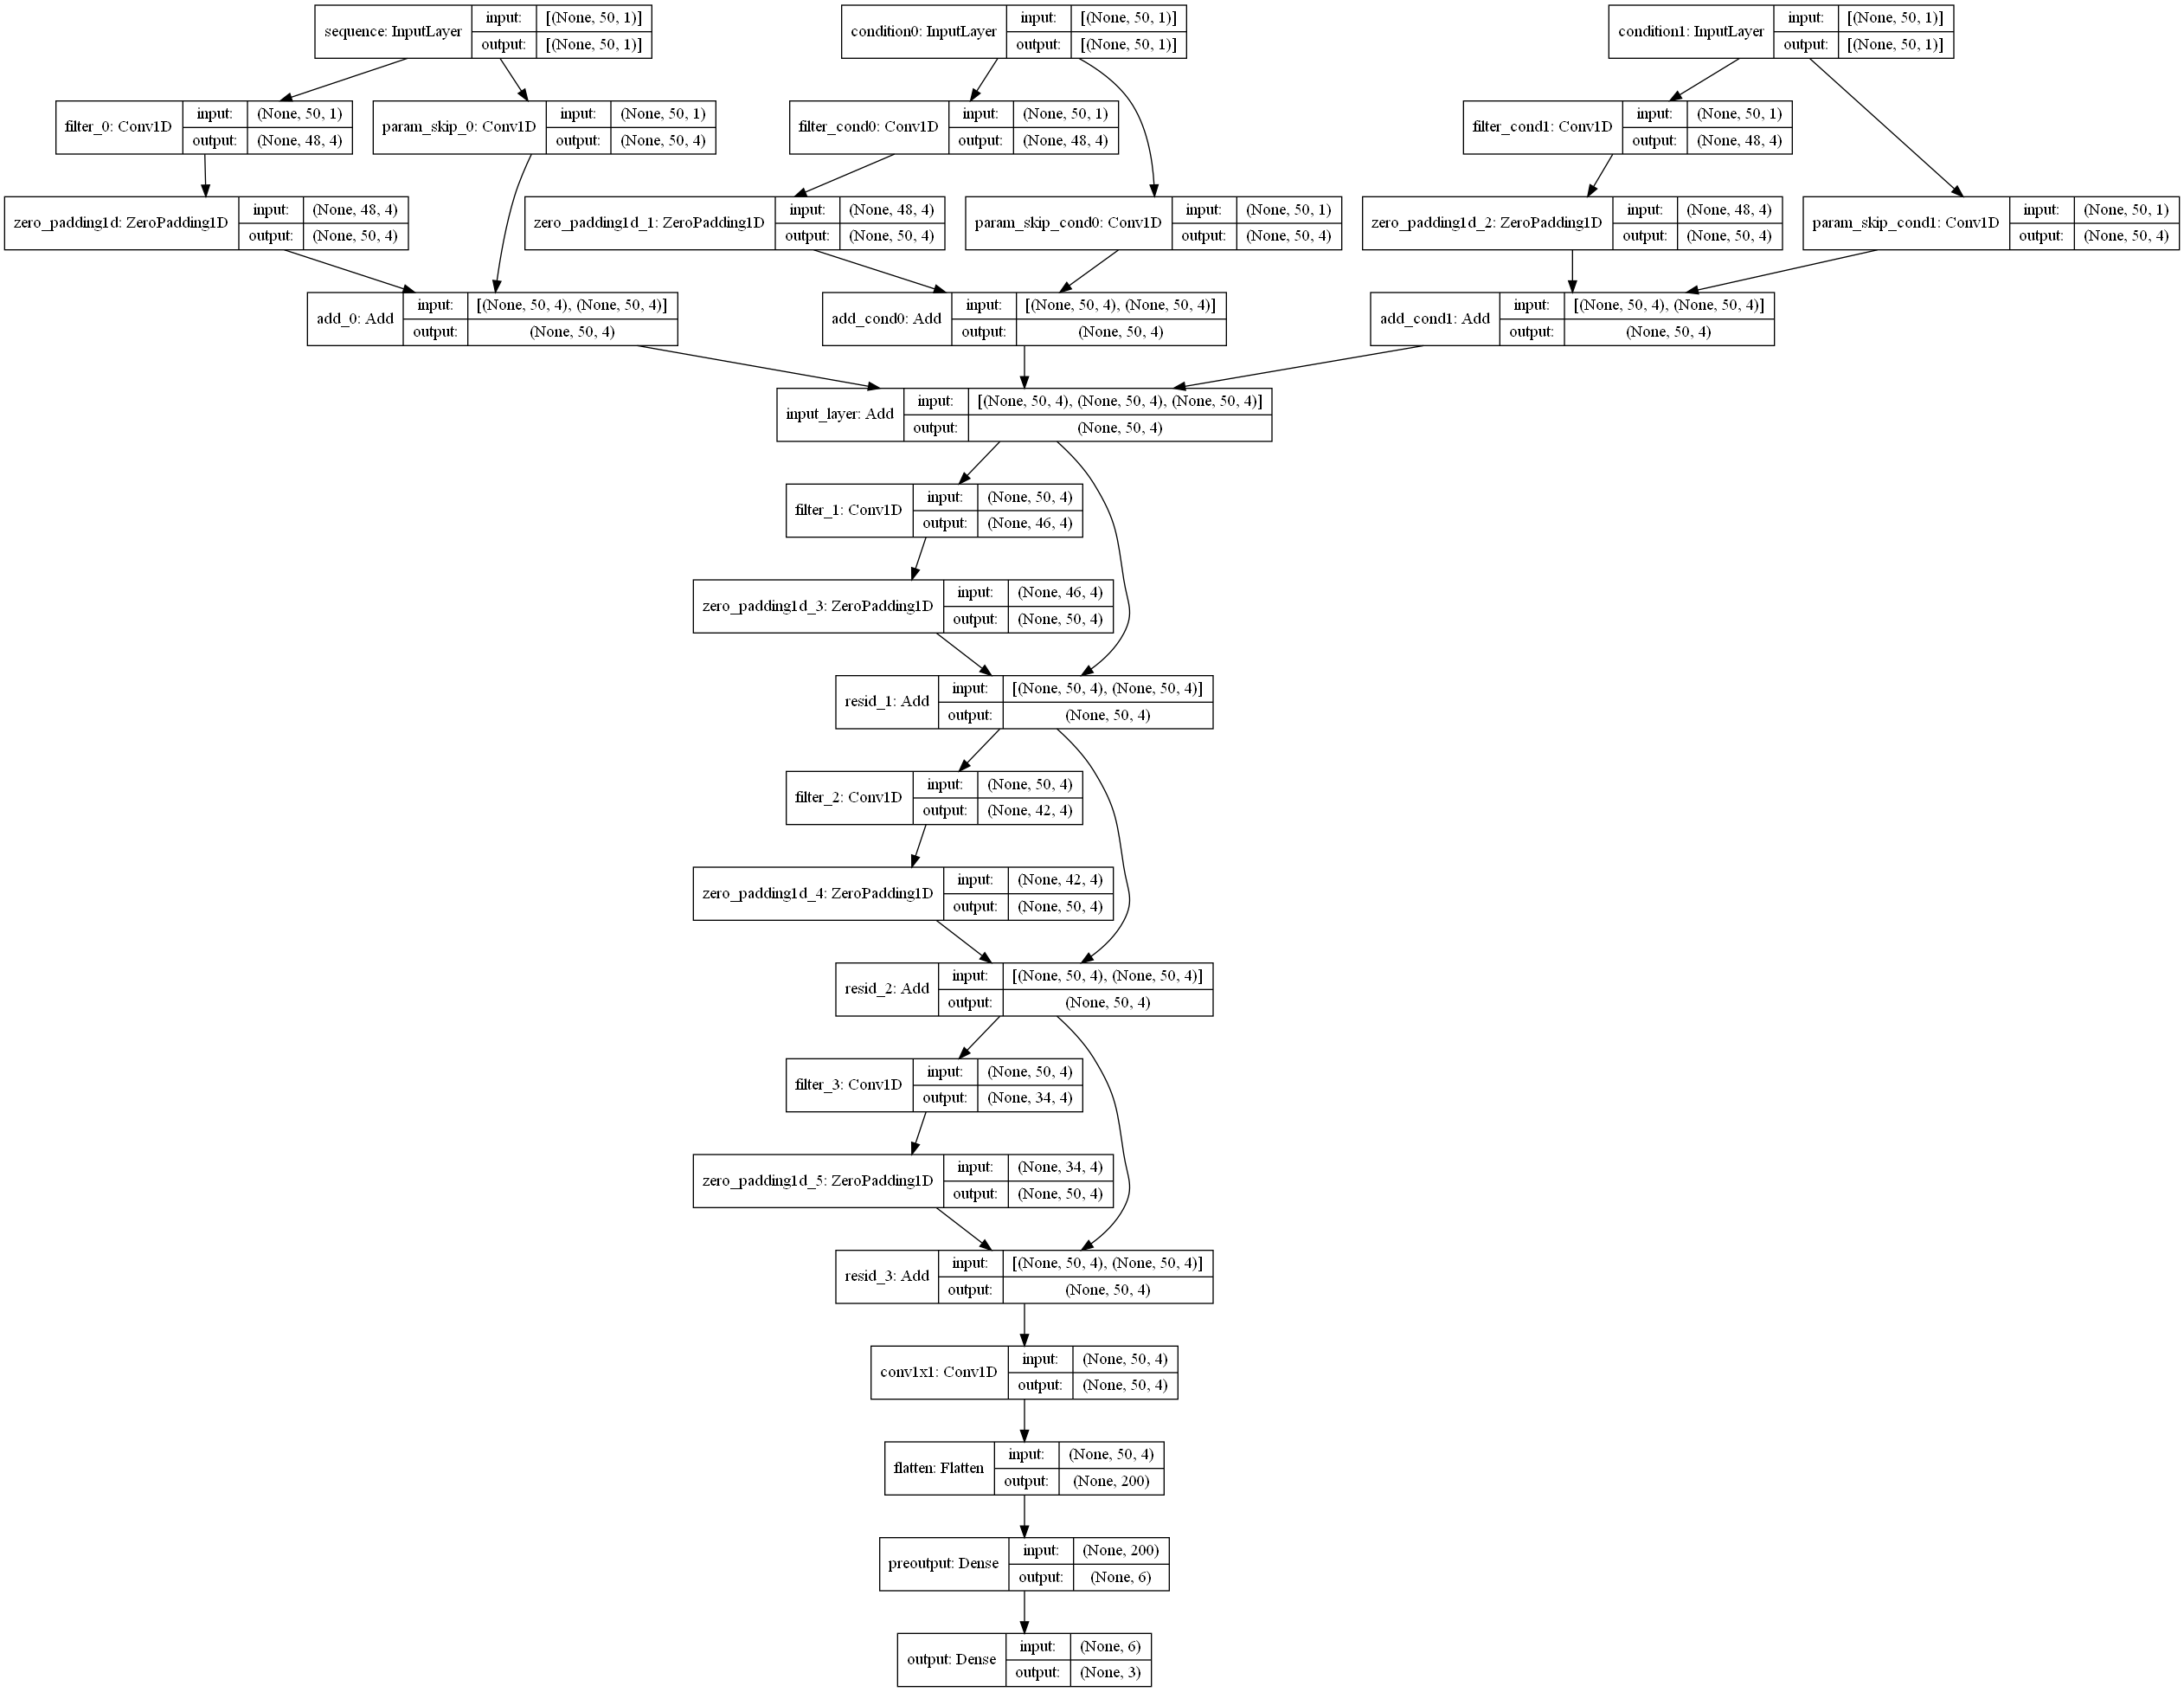 sequence: InputLayer input: [(None, 50, 1)]
output: [(None, 50, 1)]
condition0: InputLayer input: [(None, 50, 1)]
output: [(None, 50, 1)]
condition1: InputLayer input: [(None, 50, 1)]
output: [(None, 50, 1)]
filter_0: Conv1D input: (None, 50, 1)
output: (None, 48, 4)
param_skip_0: Conv1D input: (None, 50, 1)
output: (None, 50, 4)
filter_cond0: Conv1D input: (None, 50, 1)
output: (None, 48, 4)
filter_cond1: Conv1D input: (None, 50, 1)
output: (None, 48, 4)
zero_padding1d: ZeroPadding1D input: (None, 48, 4)
output: (None, 50, 4)
zero_padding1d_1: ZeroPadding1D input: (None, 48, 4)
output: (None, 50, 4)
param_skip_cond0: Conv1D input: (None, 50, 1)
output: (None, 50, 4)
zero_padding1d_2: ZeroPadding1D input: (None, 48, 4)
output: (None, 50, 4)
param_skip_cond1: Conv1D input: (None, 50, 1)
output: (None, 50, 4)
add_0: Add input: [(None, 50, 4), (None, 50, 4)]
output: (None, 50, 4)
add_cond0: Add input: [(None, 50, 4), (None, 50, 4)]
output: (None, 50, 4)
add_cond1: Add input: [(None, 50, 4), (None, 50, 4)]
output: (None, 50, 4)
input_layer: Add input: [(None, 50, 4), (None, 50, 4), (None, 50, 4)]
output: (None, 50, 4)
filter_1: Conv1D input: (None, 50, 4)
output: (None, 46, 4)
zero_padding1d_3: ZeroPadding1D input: (None, 46, 4)
output: (None, 50, 4)
resid_1: Add input: [(None, 50, 4), (None, 50, 4)]
output: (None, 50, 4)
filter_2: Conv1D input: (None, 50, 4)
output: (None, 42, 4)
zero_padding1d_4: ZeroPadding1D input: (None, 42, 4)
output: (None, 50, 4)
resid_2: Add input: [(None, 50, 4), (None, 50, 4)]
output: (None, 50, 4)
filter_3: Conv1D input: (None, 50, 4)
output: (None, 34, 4)
zero_padding1d_5: ZeroPadding1D input: (None, 34, 4)
output: (None, 50, 4)
resid_3: Add input: [(None, 50, 4), (None, 50, 4)]
output: (None, 50, 4)
conv1x1: Conv1D input: (None, 50, 4)
output: (None, 50, 4)
flatten: Flatten input: (None, 50, 4)
output: (None, 200)
preoutput: Dense input: (None, 200)
output: (None, 6)
output: Dense input: (None, 6)
output: (None, 3)